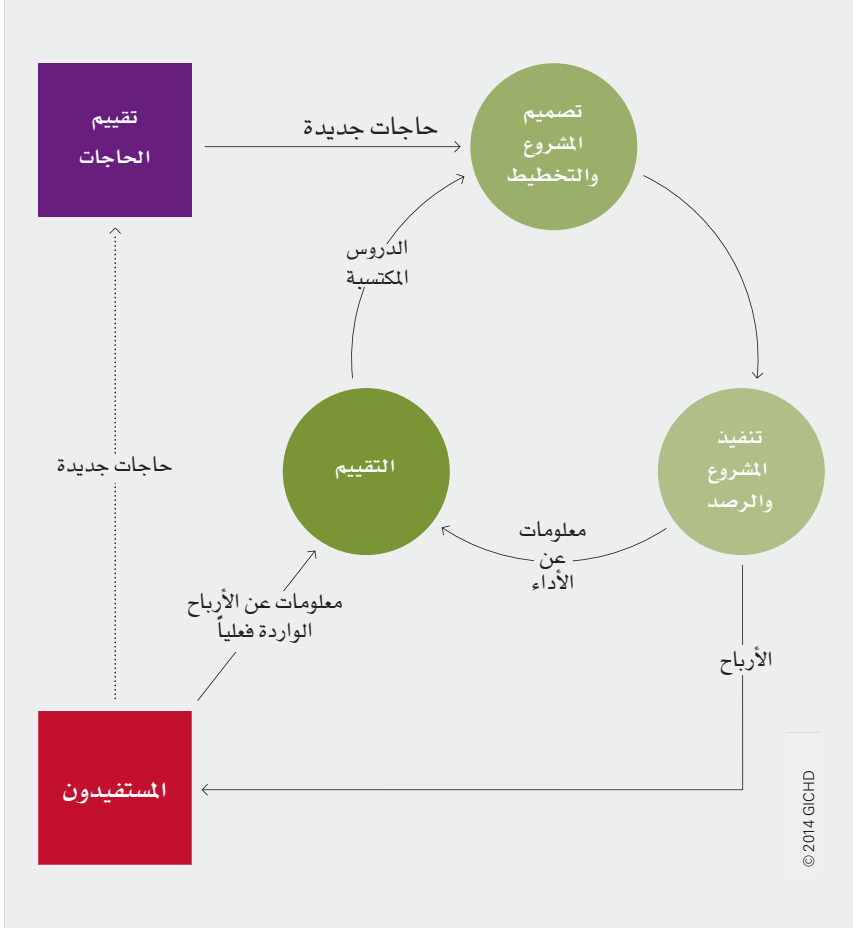 تقييم
الحاجات
حاجات جديدة
تصميم
المشروع
والتخطيط
الدروس
المكتسبة
التقييم
تنفيذ
المشروع
والرصد
حاجات جديدة
معلومات
عن
الأداء
معلومات عن الأرباح
الواردة فعلياً
الأرباح
المستفيدون
© 2014 GICHD